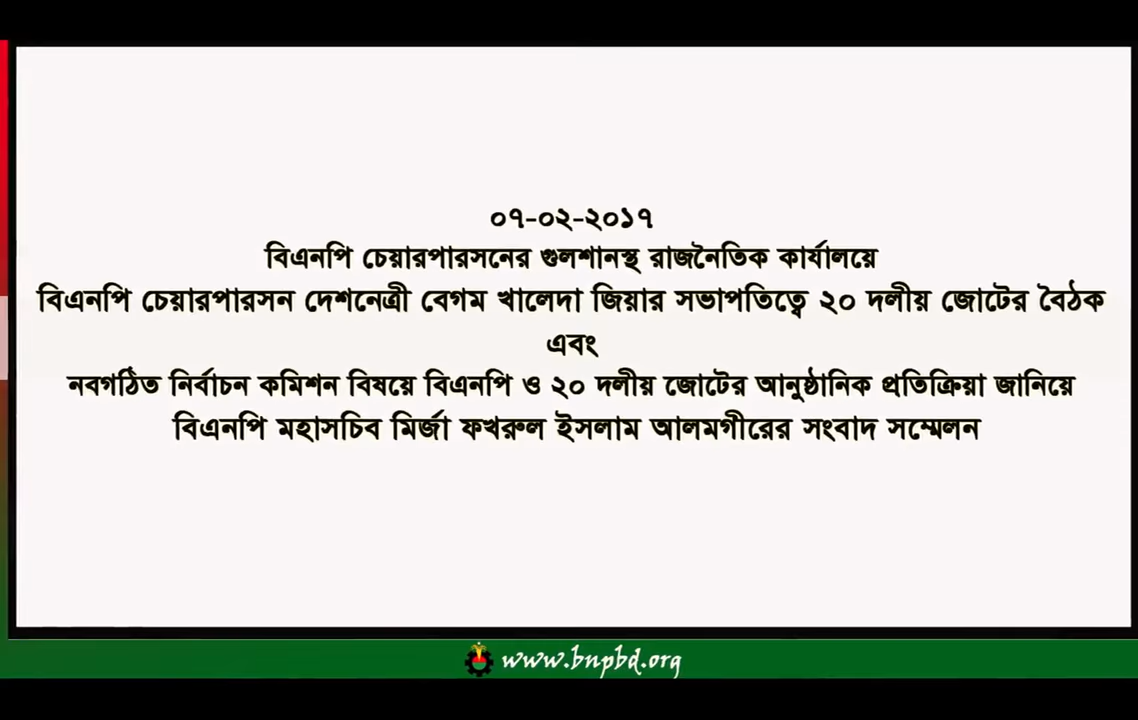 ০৭-০২-২০১৭
বিএনপি চেয়ারপারসনের গুলশানস্থ রাজনৈতিক কার্যালয়ে
বিএনপি চেয়ারপারসন দেশনেত্রী বেগম খালেদা জিয়ার সভাপতিত্বে ২০ দলীয় জোটের বৈঠক
এবং
নবগঠিত নির্বাচন কমিশন বিষয়ে বিএনপি ও ২০ দলীয় জোটের আনুষ্ঠানিক প্রতিক্রিয়া জানিয়ে
বিএনপি মহাসচিব মির্জা ফখরুল ইসলাম আলমগীরের সংবাদ সম্মেলন
www.bnpbd.org